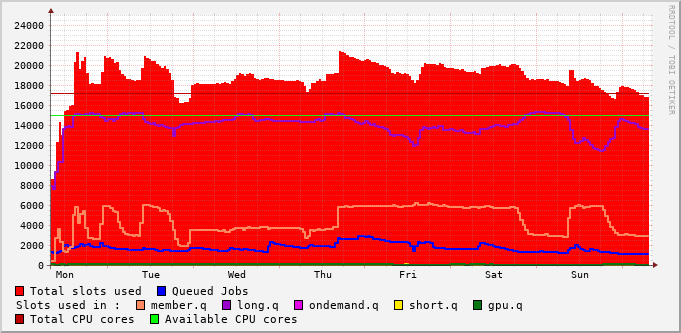 24000
22000
20000
18000
16000
14000
12000
10000
8000
6000
4000
2000
0
Mon Tue Wed Thu Fri Sat Sun
RRDTOOL / TOBI OETIKER
Total slots used Queued Jobs
Slots used in : member.q long.q ondemand.q short.q gpu.q
Total CPU cores Available CPU cores